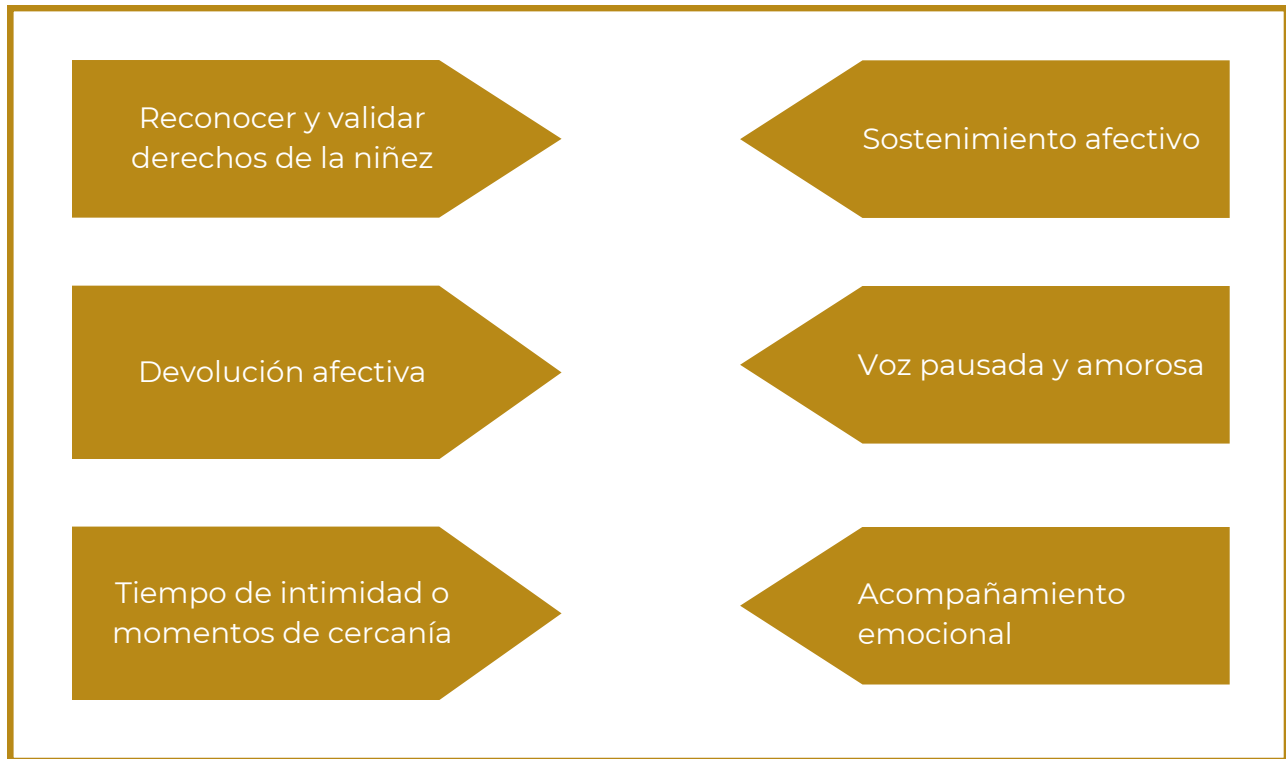 Reconocer y validar
derechos de la niñez
Sostenimiento afectivo
Devolución afectiva
Voz pausada y amorosa
Tiempo de intimidad o
momentos de cercanía
Acompañamiento
emocional